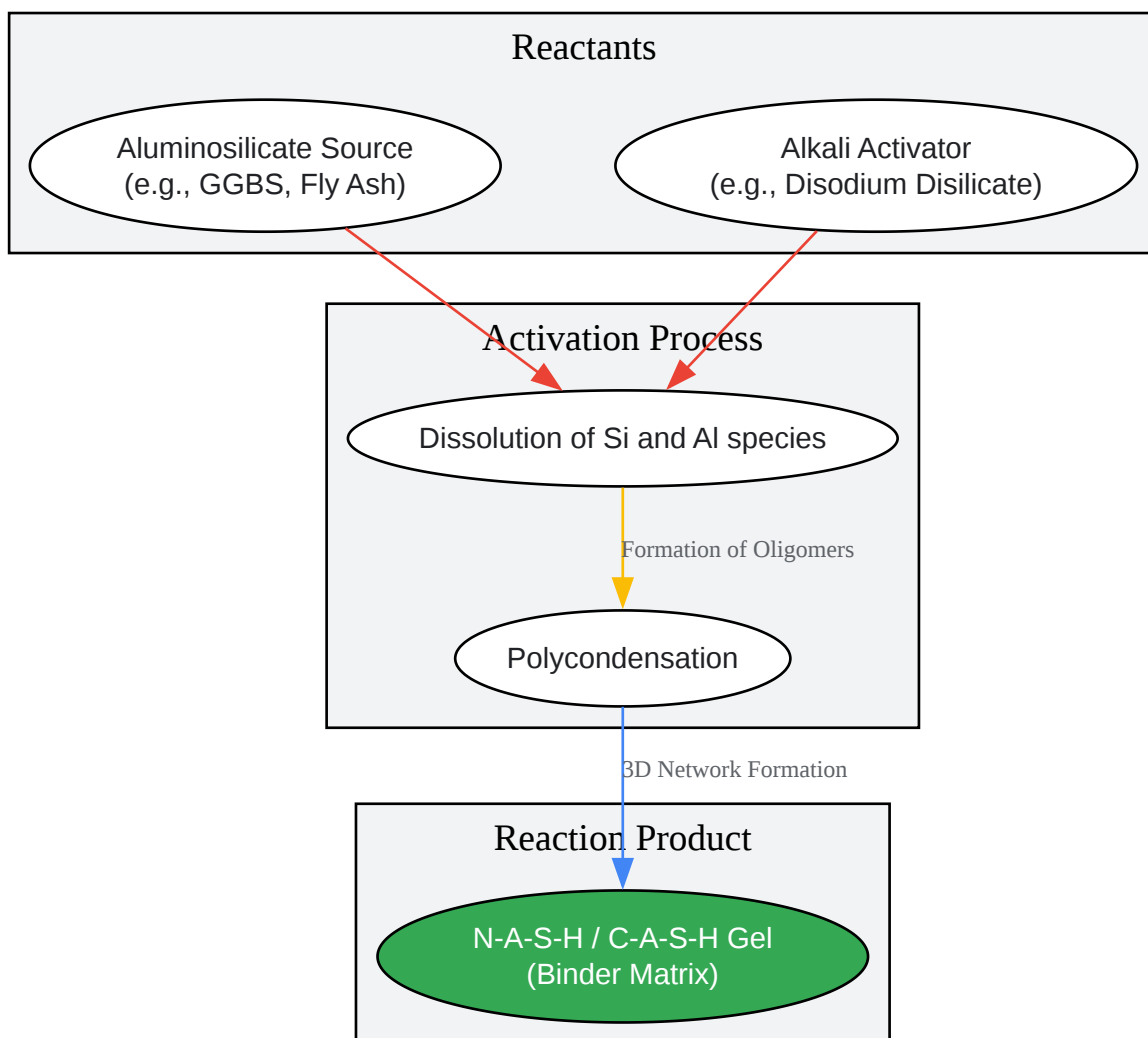 Reactants
Aluminosilicate Source
(e.g., GGBS, Fly Ash)
Alkali Activator
(e.g., Disodium Disilicate)
Activation Process
Dissolution of Si and Al species
Formation of Oligomers
Polycondensation
3D Network Formation
Reaction Product
N-A-S-H / C-A-S-H Gel
(Binder Matrix)